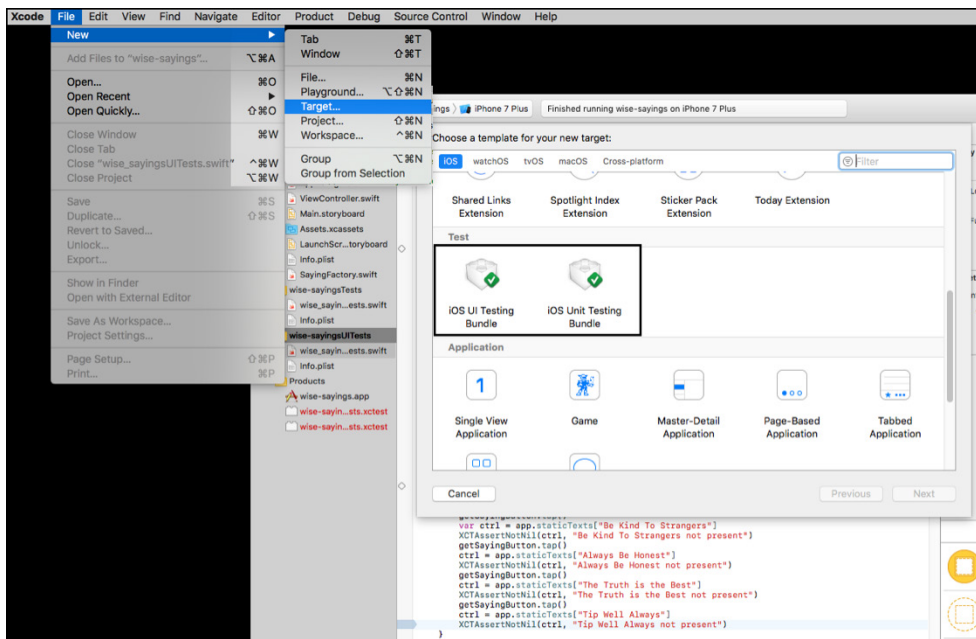 Xcode File Edit View Find Navigate Editor Product Debug Source Control Window Help
New ▶
Add Files to “wise-sayings”... ⌥⌘A
Open... ⌘O
Open Recent ▶
Open Quickly... ⇧⌘O
Close Window ⌘W
Close Tab
Close “wise_sayingsUITests.swift” ^⌘W
Close Project ⌥⌘W
Save ⌘S
Duplicate... ⇧⌘S
Revert to Saved...
Unlock...
Export...
Show in Finder
Open with External Editor
Save As Workspace...
Project Settings...
Page Setup... ⇧⌘P
Print... ⌘P
Tab ⌘T
Window ⇧⌘T
File... ⌘N
Playground... ⌥⇧⌘N
Target...
Project... ⇧⌘N
Workspace... ^⌘N
Group ⌥⌘N
Group from Selection
ViewController.swift
Main.storyboard
Assets.xcassets
LaunchScr...toryboard
Info.plist
SayingFactory.swift
wise-sayingsTests
wise_sayin...ests.swift
Info.plist
wise-sayingsUITests
wise_sayin...ests.swift
Info.plist
Products
wise-sayings.app
wise-sayin...sts.xctest
wise-sayin...sts.xctest
ings ⟩ iPhone 7 Plus Finished running wise-sayings on iPhone 7 Plus
Choose a template for your new target:
iOS watchOS tvOS macOS Cross-platform Filter
Shared Links Extension
Spotlight Index Extension
Sticker Pack Extension
Today Extension
Test
iOS UI Testing Bundle
iOS Unit Testing Bundle
Application
1
Single View Application
Game
Master-Detail Application
Page-Based Application
Tabbed Application
Cancel Previous Next
var ctrl = app.staticTexts["Be Kind To Strangers"]
XCTAssertNotNil(ctrl, "Be Kind To Strangers not present")
getSayingButton.tap()
ctrl = app.staticTexts["Always Be Honest"]
XCTAssertNotNil(ctrl, "Always Be Honest not present")
getSayingButton.tap()
ctrl = app.staticTexts["The Truth is the Best"]
XCTAssertNotNil(ctrl, "The Truth is the Best not present")
getSayingButton.tap()
ctrl = app.staticTexts["Tip Well Always"]
XCTAssertNotNil(ctrl, "Tip Well Always not present")
}